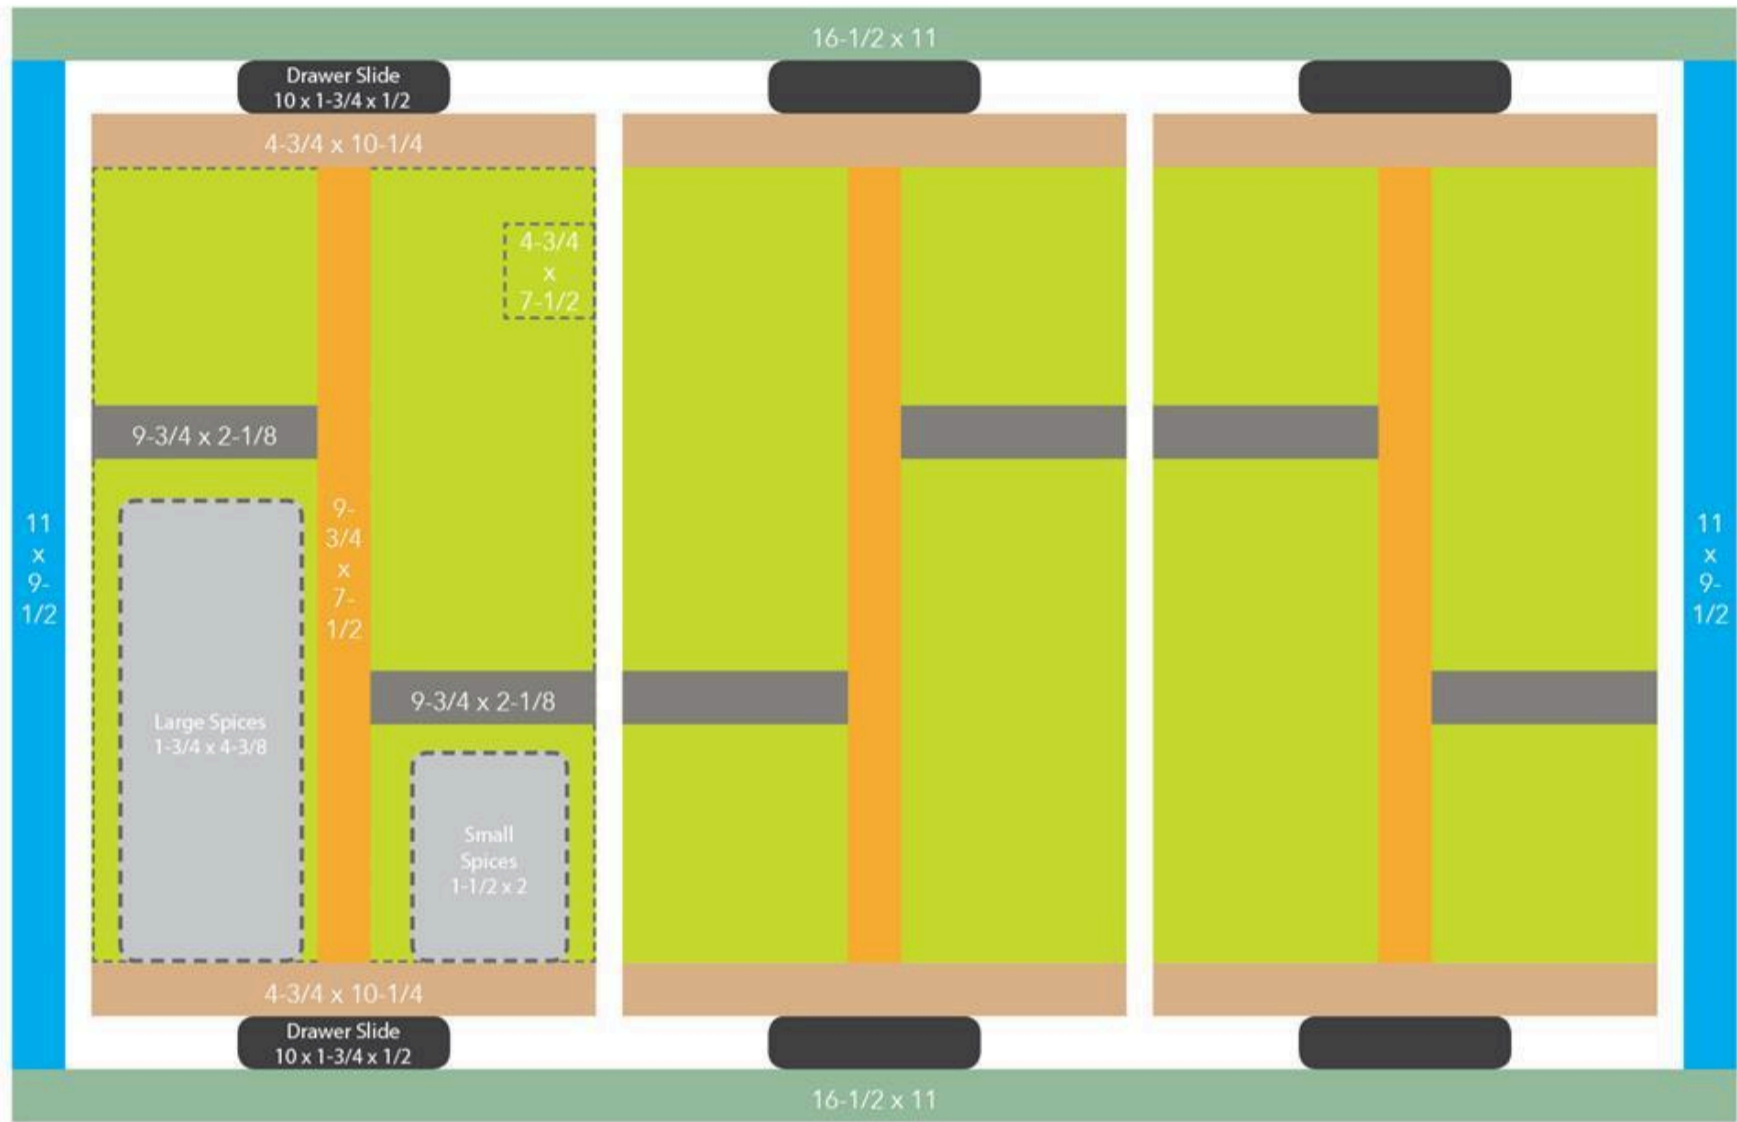 16-1/2 x 11
Drawer Slide
10 x 1-3/4 x 1/2
4-3/4 x 10-1/4
4-3/4
x
7-1/2
9-3/4 x 2-1/8
9-
3/4
x
7-
1/2
11
x
9-
1/2
11
x
9-
1/2
9-3/4 x 2-1/8
Large Spices
1-3/4 x 4-3/8
Small
Spices
1-1/2 x 2
4-3/4 x 10-1/4
Drawer Slide
10 x 1-3/4 x 1/2
16-1/2 x 11